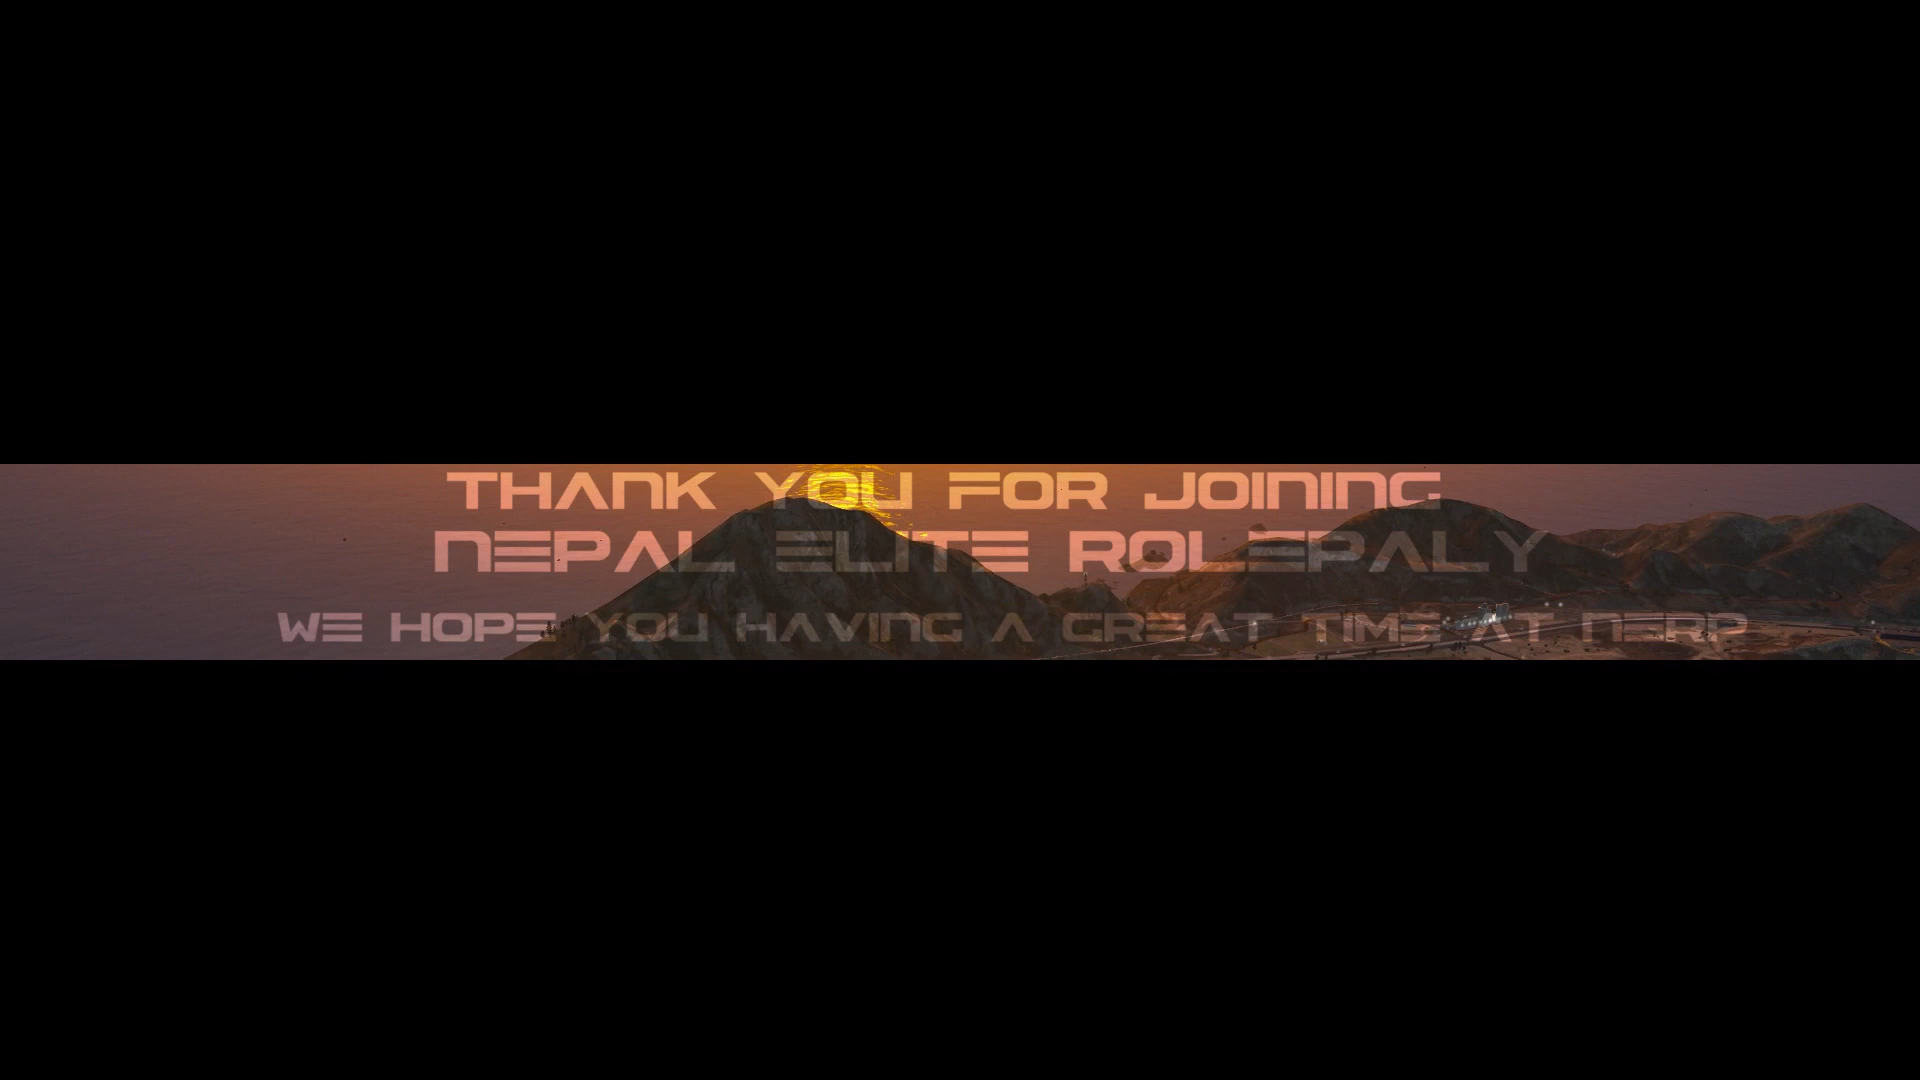 THANK YOU FOR JOINING
NEPAL ELITE ROLEPALY
WE HOPE YOU HAVING A GREAT TIME AT NERP